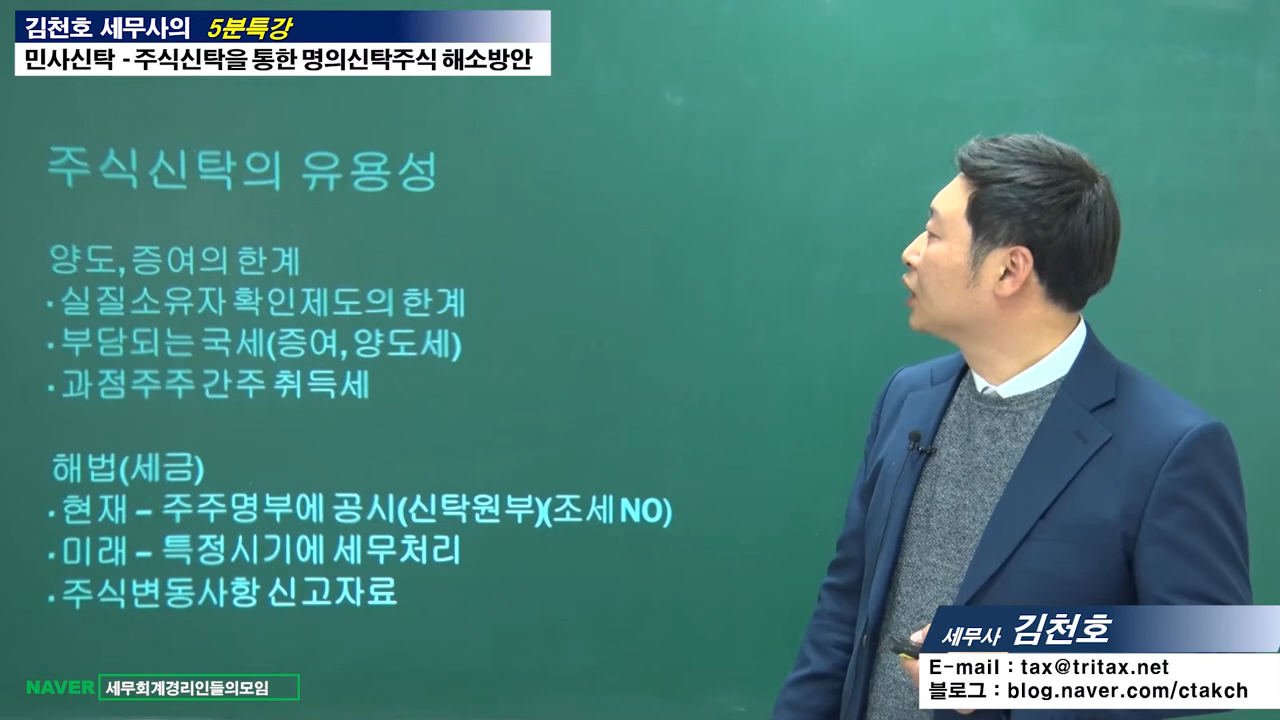 김천호 세무사의 5분특강
민사신탁 - 주식신탁을 통한 명의신탁주식 해소방안
주식신탁의 유용성
양도, 증여의 한계
· 실질소유자 확인제도의 한계
· 부담되는 국세(증여, 양도세)
· 과점주주 간주 취득세
해법(세금)
· 현재 – 주주명부에 공시(신탁원부)(조세 NO)
· 미래 – 특정시기에 세무처리
· 주식변동사항 신고자료
세무사 김천호
E-mail : tax@tritax.net
블로그 : blog.naver.com/ctakch
NAVER 세무회계경리인들의모임